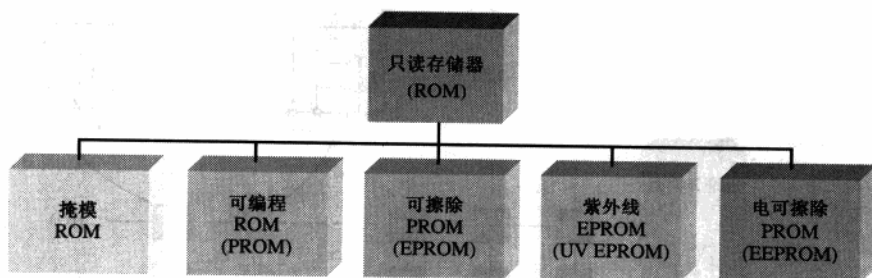 只读存储器
(ROM)
掩模
ROM
可编程
ROM
(PROM)
可擦除
PROM
(EPROM)
紫外线
EPROM
(UV EPROM)
电可擦除
PROM
(EEPROM)